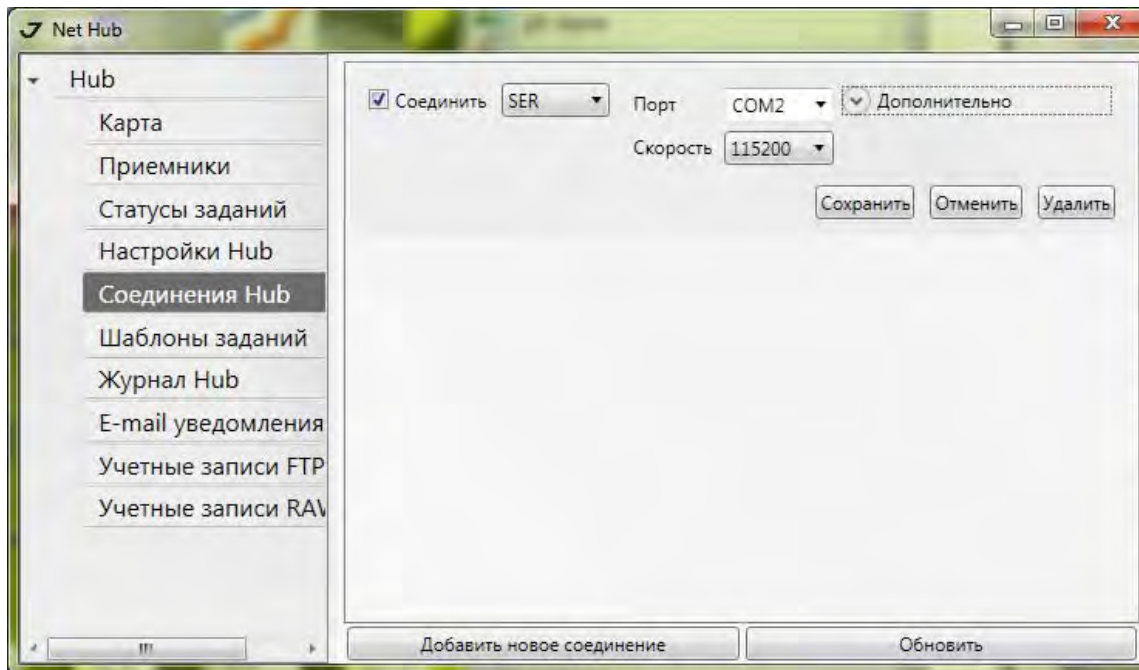 Net Hub
Hub
Карта
Приемники
Статусы заданий
Настройки Hub
Соединения Hub
Шаблоны заданий
Журнал Hub
E-mail уведомления
Учетные записи FTP
Учетные записи RAW
Соединить SER Порт COM2 Дополнительно
Скорость 115200
Сохранить Отменить Удалить
Добавить новое соединение Обновить